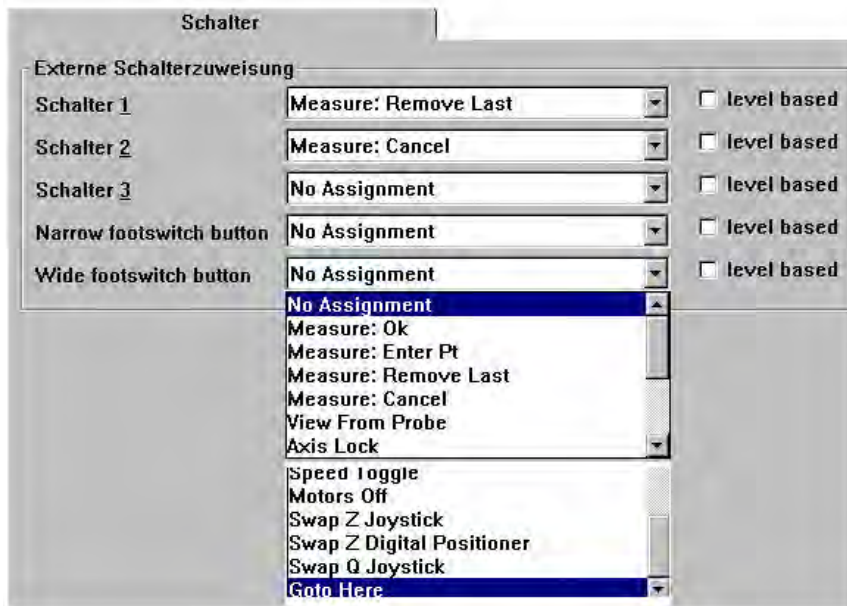 Schalter
Externe Schalterzuweisung
Schalter 1 Measure: Remove Last level based
Schalter 2 Measure: Cancel level based
Schalter 3 No Assignment level based
Narrow footswitch button No Assignment level based
Wide footswitch button No Assignment level based
No Assignment
Measure: Ok
Measure: Enter Pt
Measure: Remove Last
Measure: Cancel
View From Probe
Axis Lock
Speed Toggle
Motors Off
Swap Z Joystick
Swap Z Digital Positioner
Swap Q Joystick
Goto Here